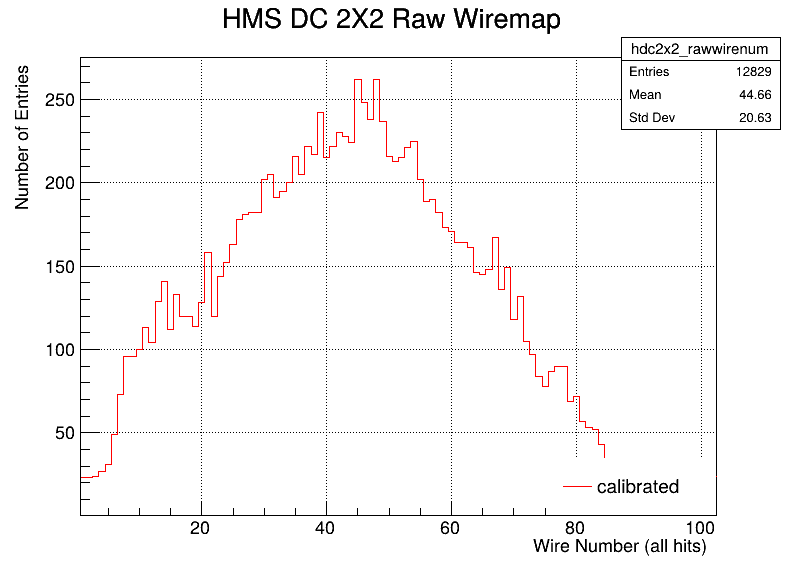 HMS DC 2X2 Raw Wiremap
hdc2x2_rawwirenum
Entries 12829
Mean 44.66
Std Dev 20.63
Number of Entries
250
200
150
100
50
calibrated
20 40 60 80 100
Wire Number (all hits)